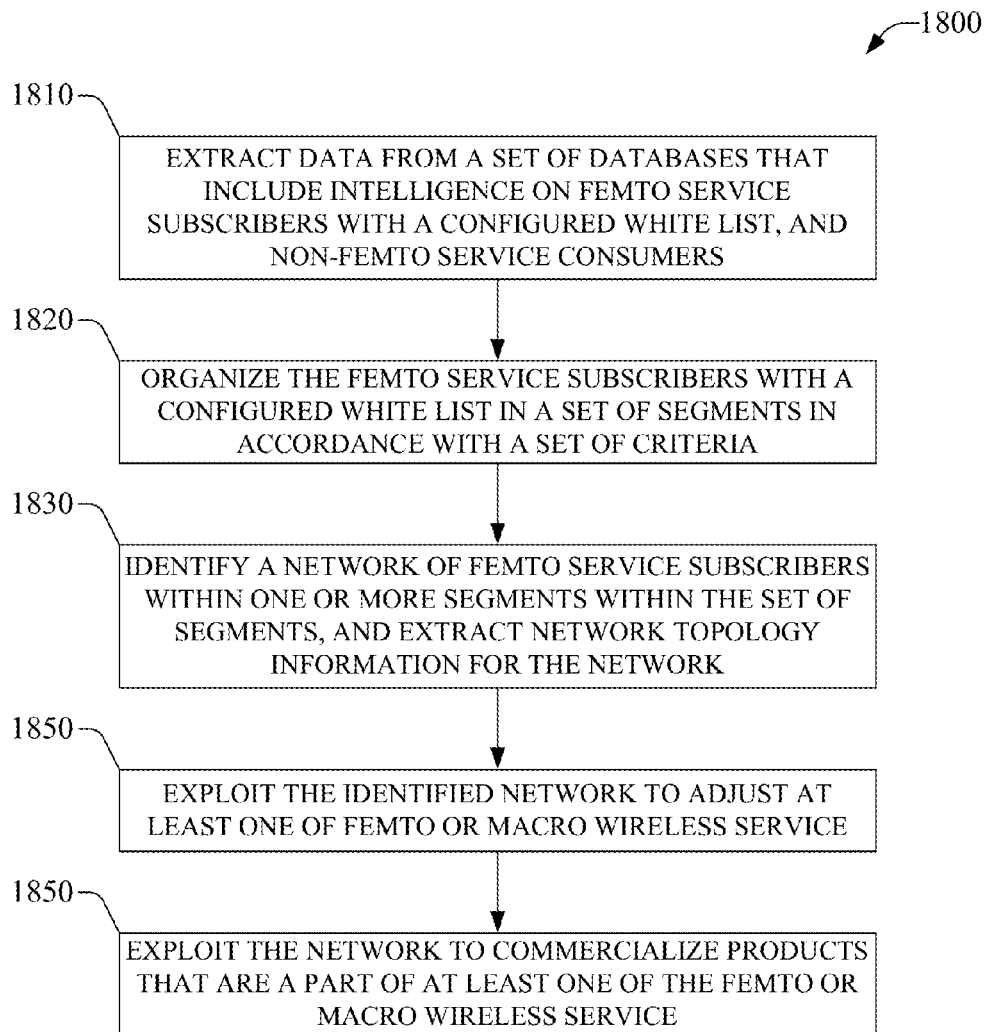 1800
1810
EXTRACT DATA FROM A SET OF DATABASES THAT
INCLUDE INTELLIGENCE ON FEMTO SERVICE
SUBSCRIBERS WITH A CONFIGURED WHITE LIST, AND
NON-FEMTO SERVICE CONSUMERS
1820
ORGANIZE THE FEMTO SERVICE SUBSCRIBERS WITH A
CONFIGURED WHITE LIST IN A SET OF SEGMENTS IN
ACCORDANCE WITH A SET OF CRITERIA
1830
IDENTIFY A NETWORK OF FEMTO SERVICE SUBSCRIBERS
WITHIN ONE OR MORE SEGMENTS WITHIN THE SET OF
SEGMENTS, AND EXTRACT NETWORK TOPOLOGY
INFORMATION FOR THE NETWORK
1850
EXPLOIT THE IDENTIFIED NETWORK TO ADJUST AT
LEAST ONE OF FEMTO OR MACRO WIRELESS SERVICE
1850
EXPLOIT THE NETWORK TO COMMERCIALIZE PRODUCTS
THAT ARE A PART OF AT LEAST ONE OF THE FEMTO OR
MACRO WIRELESS SERVICE